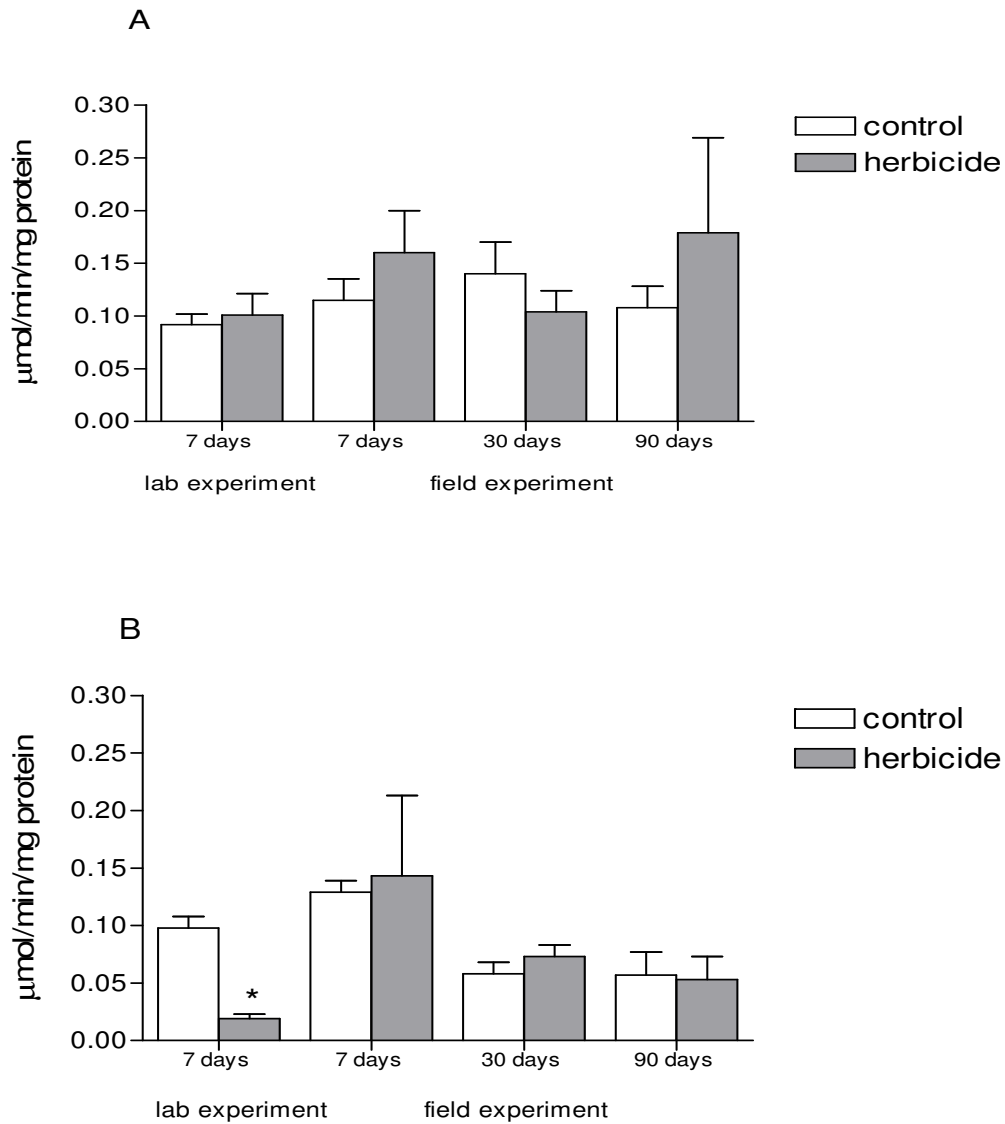 A
0.30
0.25
0.20
0.15
0.10
0.05
0.00
µmol/min/mg protein
control
herbicide
7 days 7 days 30 days 90 days
lab experiment field experiment
B
0.30
0.25
0.20
0.15
0.10
0.05
0.00
µmol/min/mg protein
control
herbicide
*
7 days 7 days 30 days 90 days
lab experiment field experiment